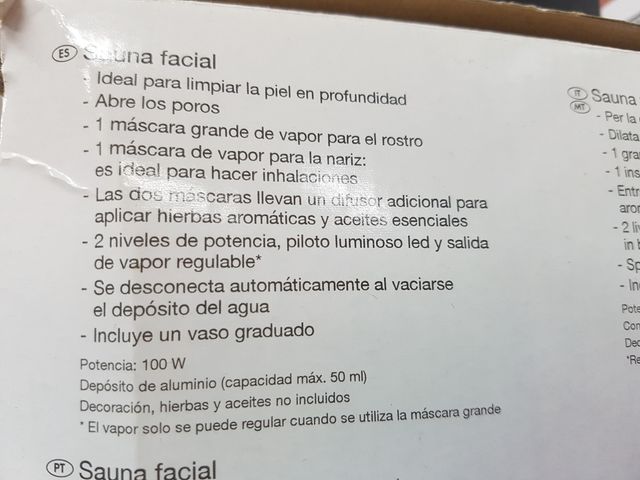 ES Sauna facial
- Ideal para limpiar la piel en profundidad
- Abre los poros
- 1 máscara grande de vapor para el rostro
- 1 máscara de vapor para la nariz:
es ideal para hacer inhalaciones
- Las dos máscaras llevan un difusor adicional para
aplicar hierbas aromáticas y aceites esenciales
- 2 niveles de potencia, piloto luminoso led y salida
de vapor regulable*
- Se desconecta automáticamente al vaciarse
el depósito del agua
- Incluye un vaso graduado
Potencia: 100 W
Depósito de aluminio (capacidad máx. 50 ml)
Decoración, hierbas y aceites no incluidos
* El vapor solo se puede regular cuando se utiliza la máscara grande
PT Sauna facial
IT MT Sauna
- Per la
- Dilata
- 1 gra
- 1 ins
- Entr
aror
- 2 li
in
- Sp
- In
Pote
Con
Dec
*Re